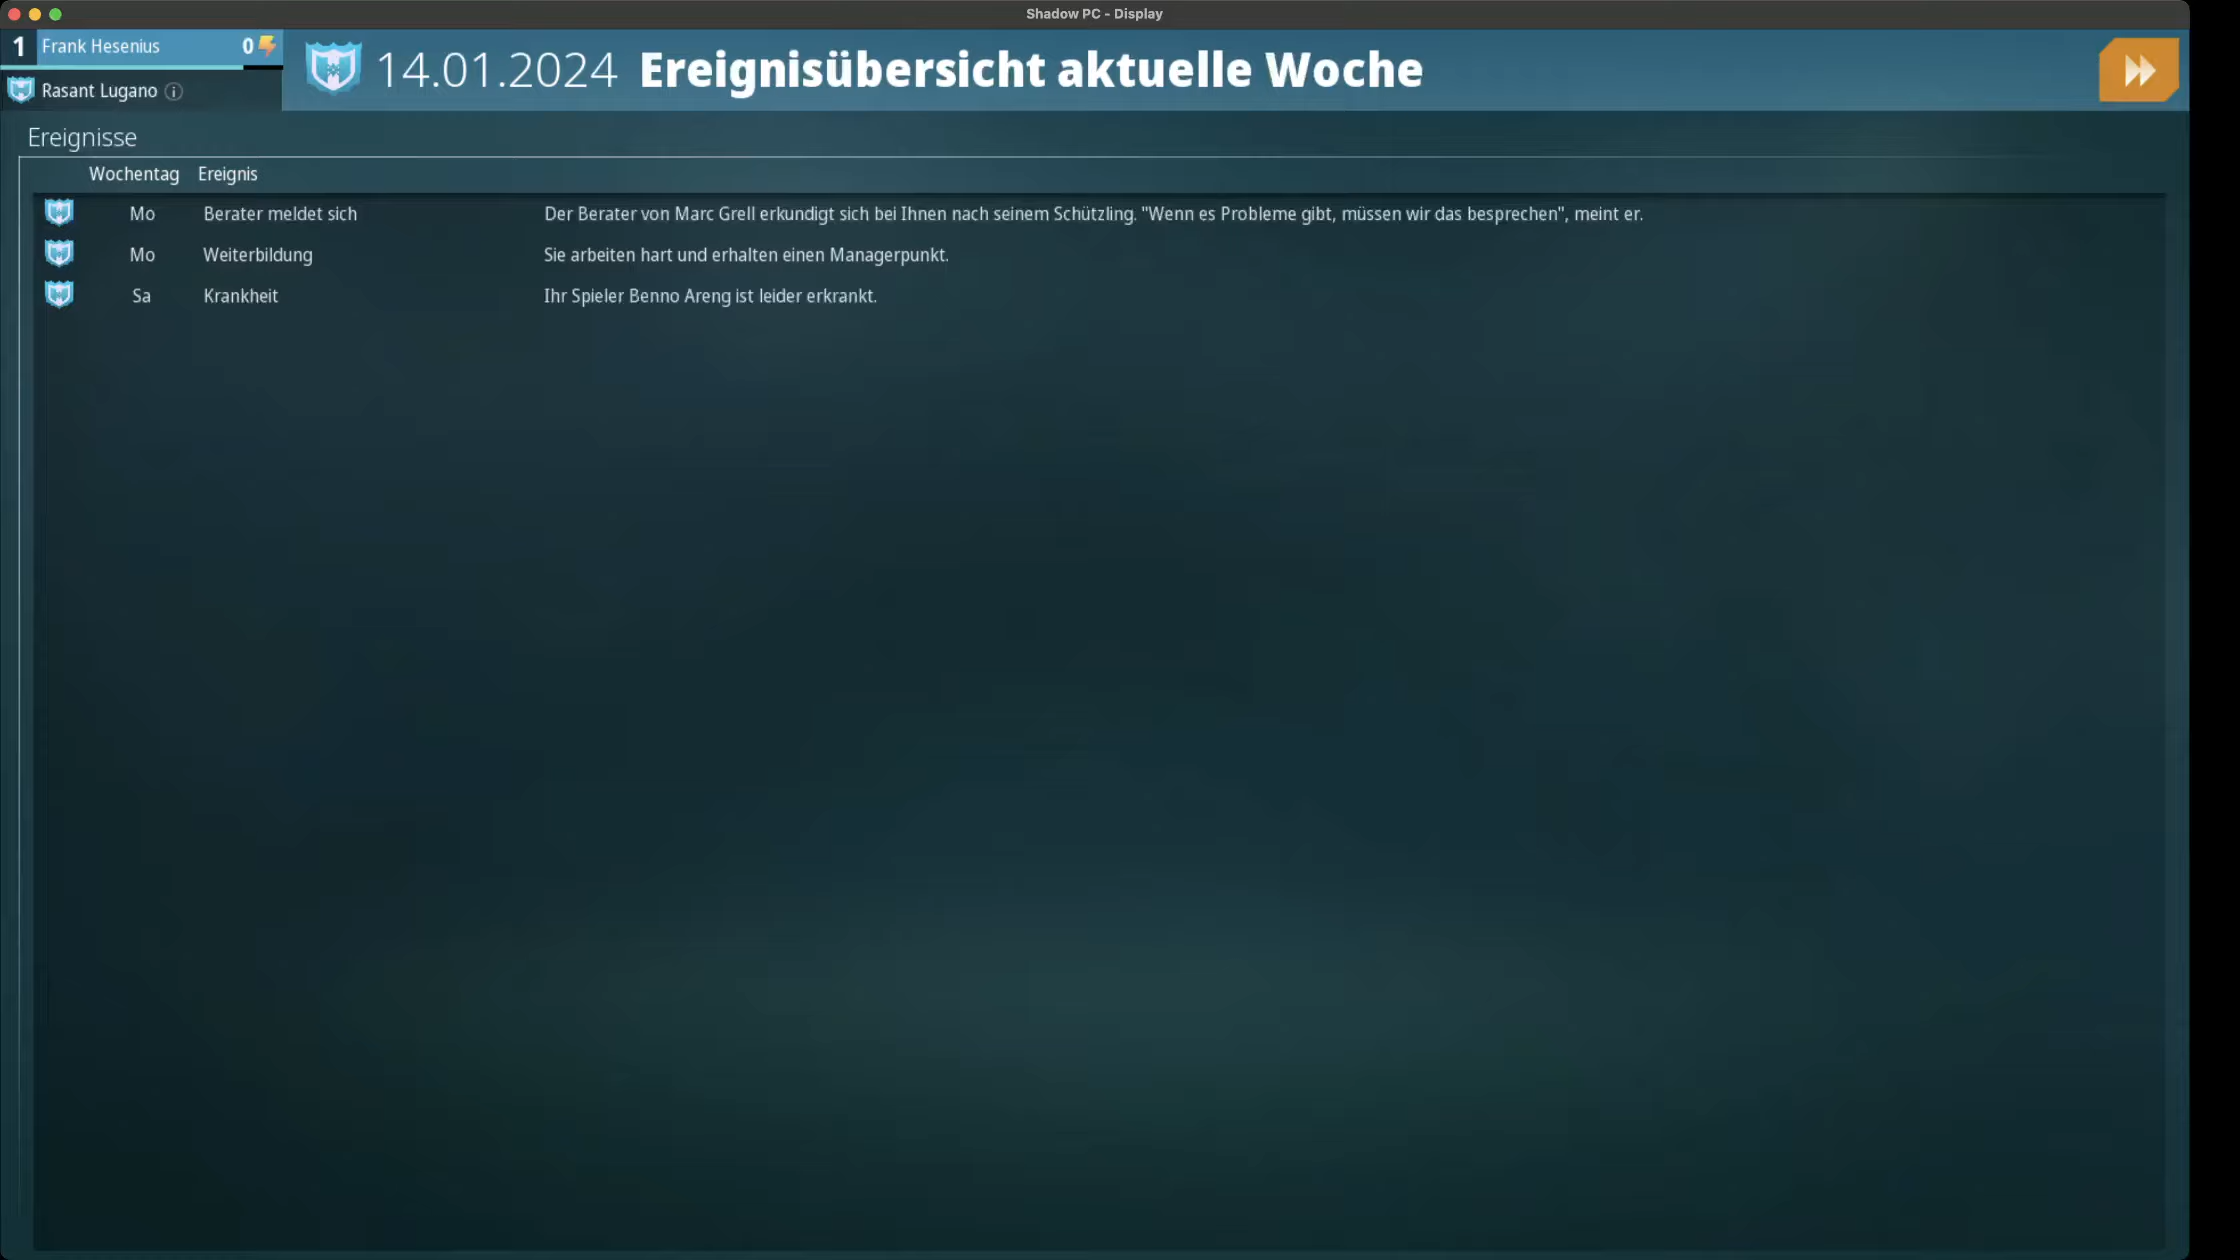 Shadow PC - Display
1 Frank Hesenius 0
Rasant Lugano
14.01.2024 Ereignisübersicht aktuelle Woche
Ereignisse
Wochentag Ereignis
Mo Berater meldet sich Der Berater von Marc Grell erkundigt sich bei Ihnen nach seinem Schützling. "Wenn es Probleme gibt, müssen wir das besprechen", meint er.
Mo Weiterbildung Sie arbeiten hart und erhalten einen Managerpunkt.
Sa Krankheit Ihr Spieler Benno Areng ist leider erkrankt.